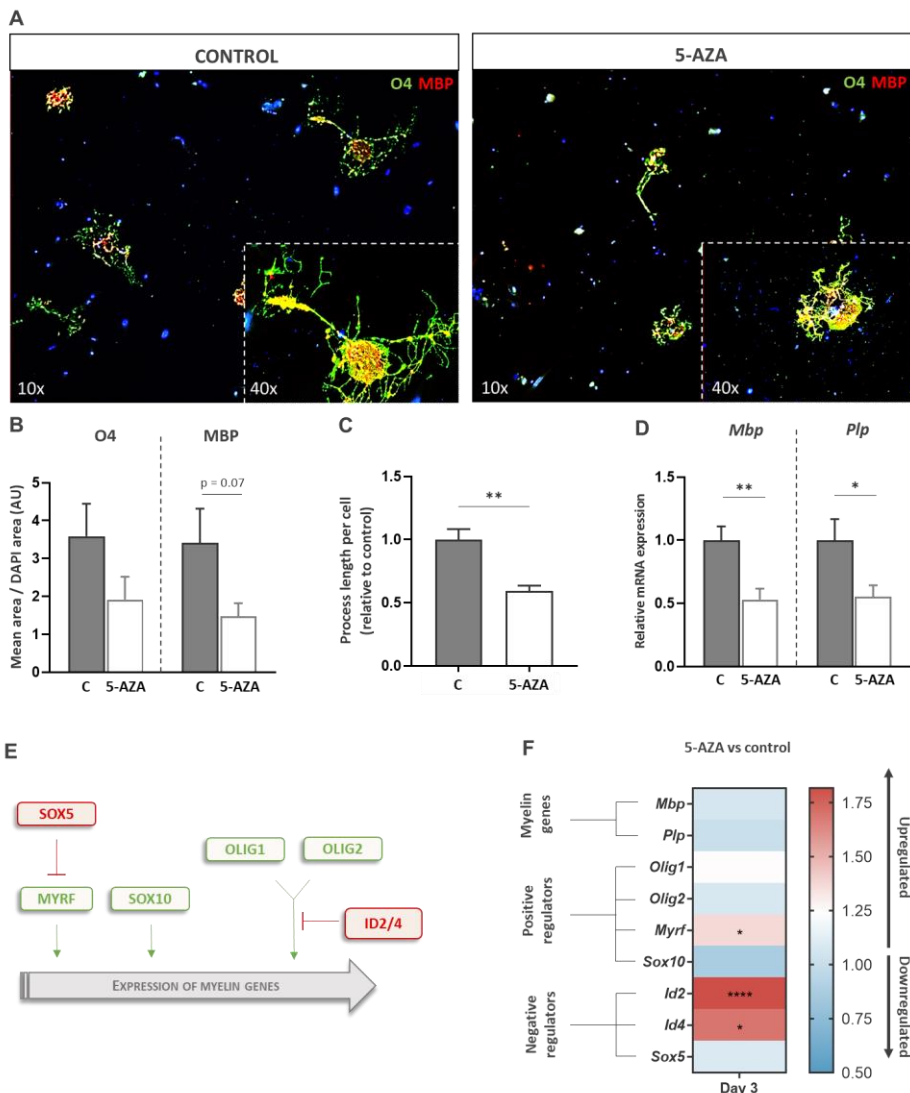 A
CONTROL
5-AZA
O4 MBP
O4 MBP
10x
40x
10x
40x
B
O4
MBP
p = 0.07
Mean area / DAPI area (AU)
5
4
3
2
1
0
C 5-AZA
C 5-AZA
C
**
Process length per cell
(relative to control)
1.5
1.0
0.5
0.0
C
5-AZA
D
Mbp
Plp
**
*
Relative mRNA expression
1.5
1.0
0.5
0.0
C 5-AZA
C 5-AZA
E
SOX5
OLIG1
OLIG2
MYRF
SOX10
ID2/4
EXPRESSION OF MYELIN GENES
F
5-AZA vs control
Myelin
genes
Positive
regulators
Negative
regulators
Mbp
Plp
Olig1
Olig2
Myrf
*
Sox10
Id2
****
Id4
*
Sox5
Day 3
1.75
1.50
1.25
1.00
0.75
0.50
Upregulated
Downregulated